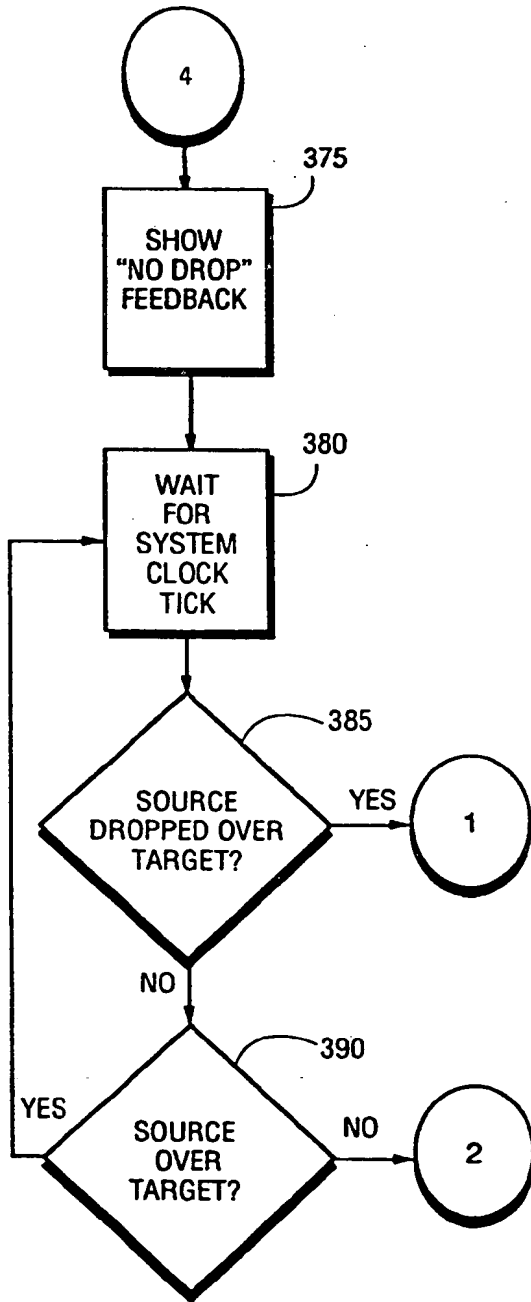 4
375
SHOW
"NO DROP"
FEEDBACK
380
WAIT
FOR
SYSTEM
CLOCK
TICK
385
SOURCE
DROPPED OVER
TARGET?
YES
1
NO
390
YES
SOURCE
OVER
TARGET?
NO
2